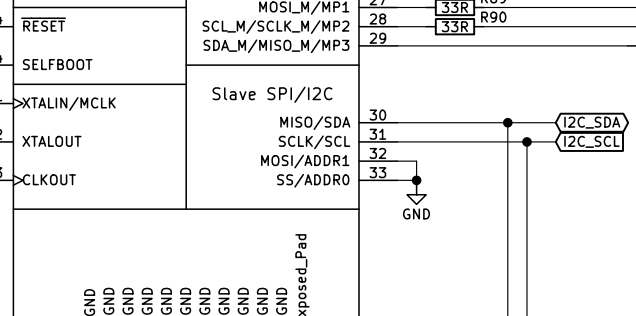 MOSI_M/MP1 27 33R R89
RESET SCL_M/SCLK_M/MP2 28 33R R90
SDA_M/MISO_M/MP3 29
SELFBOOT
Slave SPI/I2C
XTALIN/MCLK
MISO/SDA 30 I2C_SDA
XTALOUT SCLK/SCL 31 I2C_SCL
MOSI/ADDR1 32
CLKOUT SS/ADDR0 33
GND
GND GND GND GND GND GND GND GND GND GND GND xposed_Pad